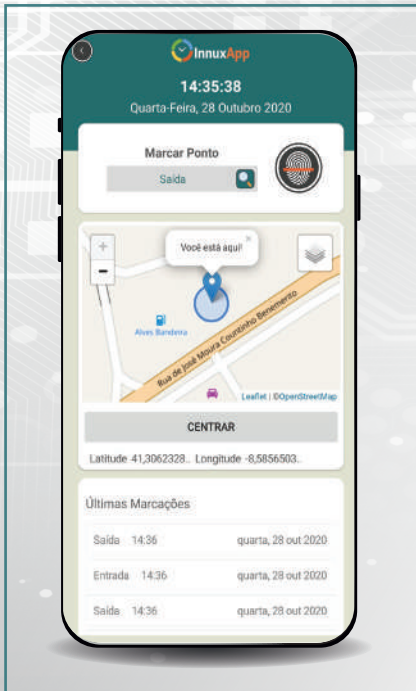 InnuxApp
14:35:38
Quarta-Feira, 28 Outubro 2020
Marcar Ponto
Saída
+
Você está aqui!
×
-
Alves Bandeira
Rua de José Moura Countinho Benemérito
Leaflet | ©OpenStreetMap
CENTRAR
Latitude 41,3062328.. Longitude -8,5856503..
Últimas Marcações
Saída 14:36 quarta, 28 out 2020
Entrada 14:36 quarta, 28 out 2020
Saída 14:36 quarta, 28 out 2020